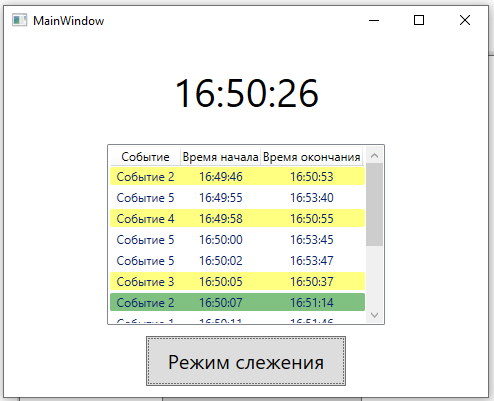 MainWindow
16:50:26
Событие Время начала Время окончания
Событие 2 16:49:46 16:50:53
Событие 5 16:49:55 16:53:40
Событие 4 16:49:58 16:50:55
Событие 5 16:50:00 16:53:45
Событие 5 16:50:02 16:53:47
Событие 3 16:50:05 16:50:37
Событие 2 16:50:07 16:51:14
Событие 1 16:50:11 16:51:46
Режим слежения